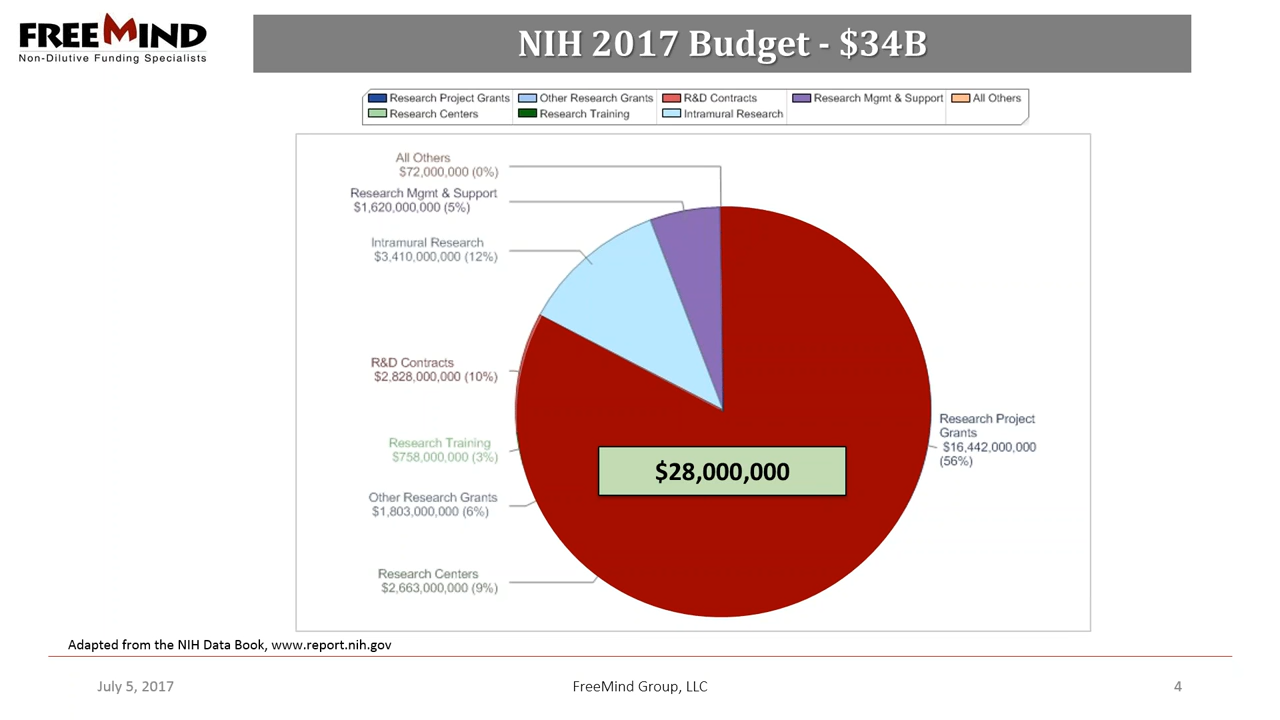 FREEMIND
Non-Dilutive Funding Specialists
NIH 2017 Budget - $34B
Research Project Grants
Other Research Grants
R&D Contracts
Research Mgmt & Support
All Others
Research Centers
Research Training
Intramural Research
All Others
$72,000,000 (0%)
Research Mgmt & Support
$1,620,000,000 (5%)
Intramural Research
$3,410,000,000 (12%)
R&D Contracts
$2,828,000,000 (10%)
Research Training
$758,000,000 (3%)
Other Research Grants
$1,803,000,000 (6%)
Research Centers
$2,663,000,000 (9%)
Research Project
Grants
$16,442,000,000
(56%)
$28,000,000
Adapted from the NIH Data Book, www.report.nih.gov
July 5, 2017
FreeMind Group, LLC
4